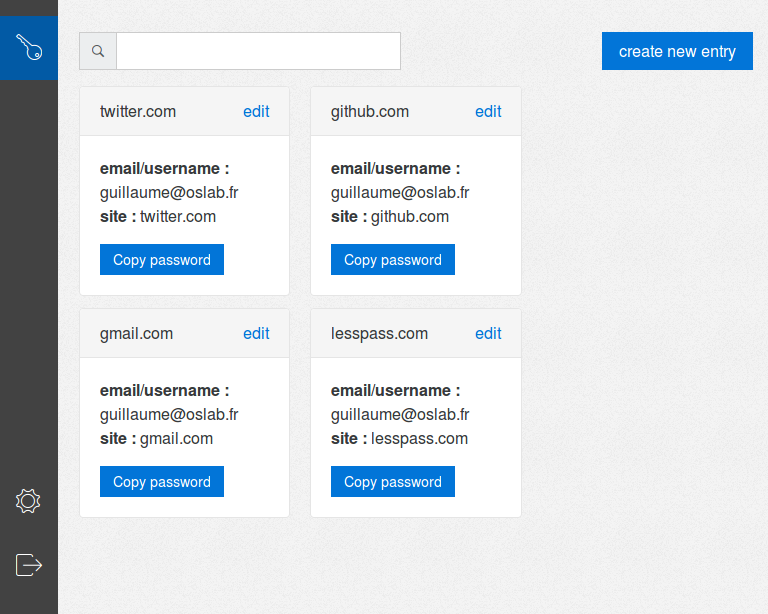 create new entry
twitter.com edit
email/username :
guillaume@oslab.fr
site : twitter.com
Copy password
github.com edit
email/username :
guillaume@oslab.fr
site : github.com
Copy password
gmail.com edit
email/username :
guillaume@oslab.fr
site : gmail.com
Copy password
lesspass.com edit
email/username :
guillaume@oslab.fr
site : lesspass.com
Copy password